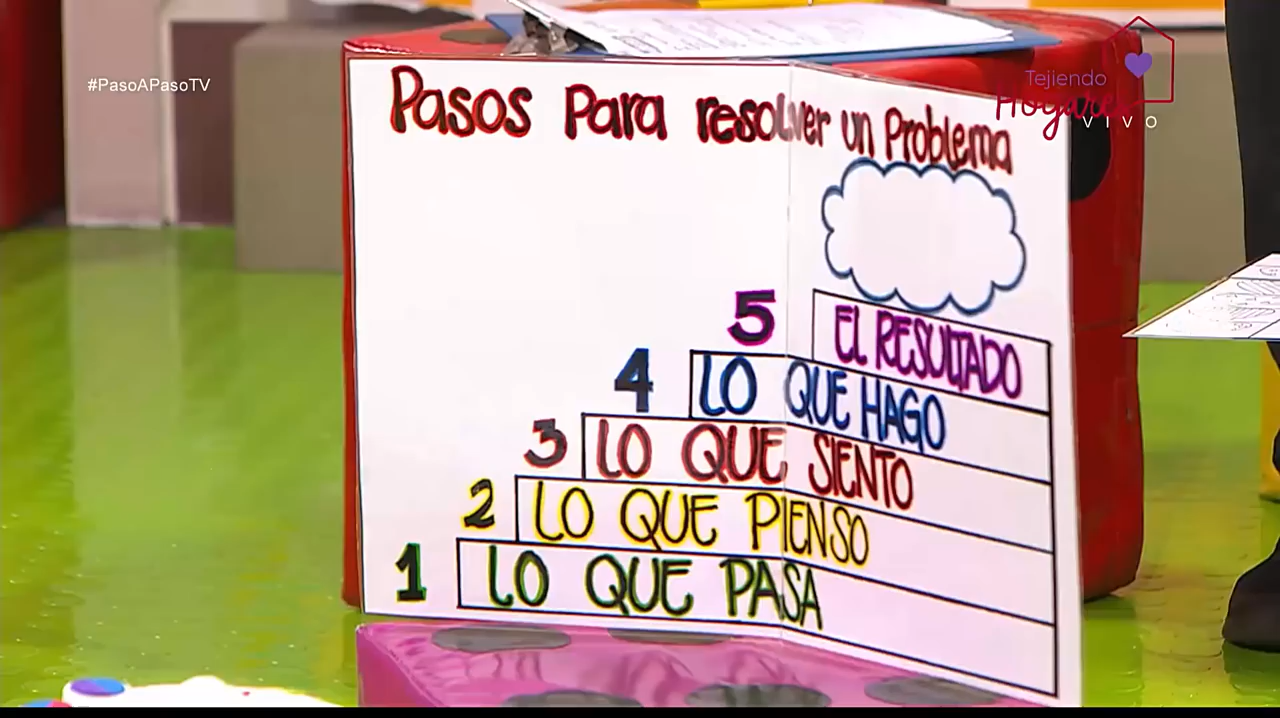 #PasoAPasoTV
Tejiendo
Hogares
VIVO
Pasos Para resolver un Problema
5 EL RESULTADO
4 LO QUE HAGO
3 LO QUE SIENTO
2 LO QUE PIENSO
1 LO QUE PASA